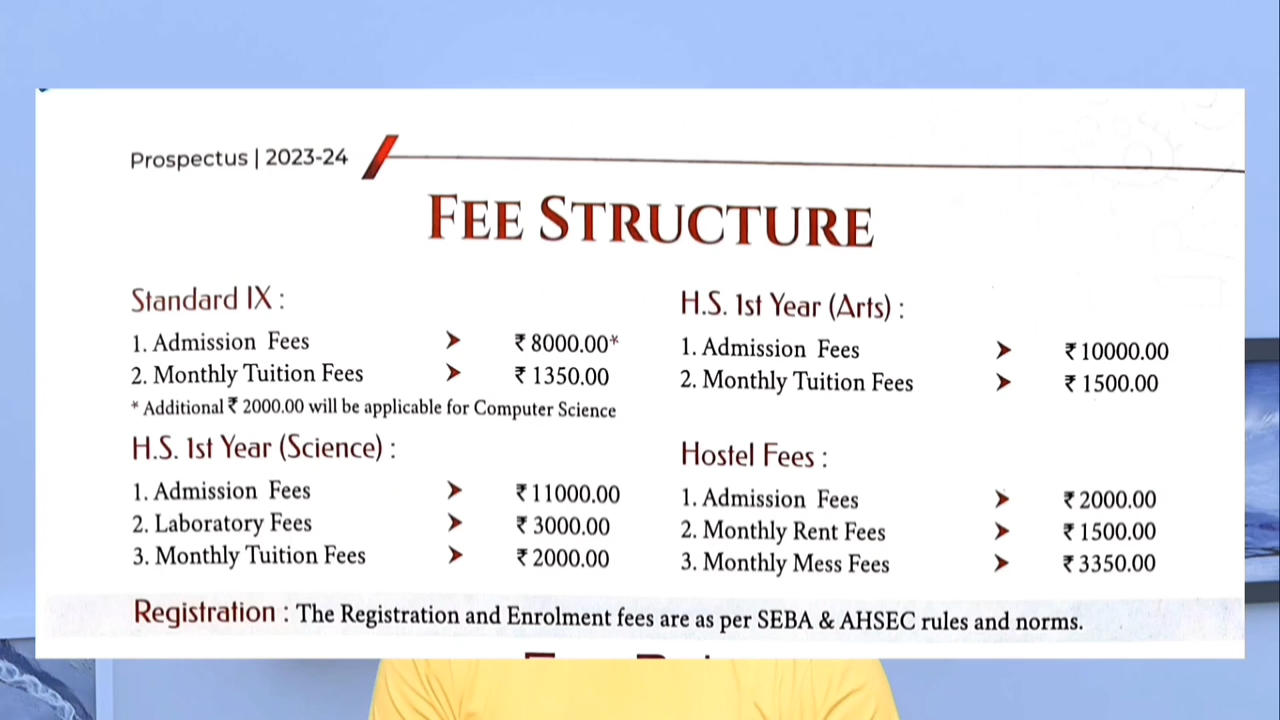 Prospectus | 2023-24
FEE STRUCTURE
Standard IX :
1. Admission Fees ➤ ₹ 8000.00*
2. Monthly Tuition Fees ➤ ₹ 1350.00
* Additional ₹ 2000.00 will be applicable for Computer Science
H.S. 1st Year (Science) :
1. Admission Fees ➤ ₹ 11000.00
2. Laboratory Fees ➤ ₹ 3000.00
3. Monthly Tuition Fees ➤ ₹ 2000.00
H.S. 1st Year (Arts) :
1. Admission Fees ➤ ₹ 10000.00
2. Monthly Tuition Fees ➤ ₹ 1500.00
Hostel Fees :
1. Admission Fees ➤ ₹ 2000.00
2. Monthly Rent Fees ➤ ₹ 1500.00
3. Monthly Mess Fees ➤ ₹ 3350.00
Registration : The Registration and Enrolment fees are as per SEBA & AHSEC rules and norms.